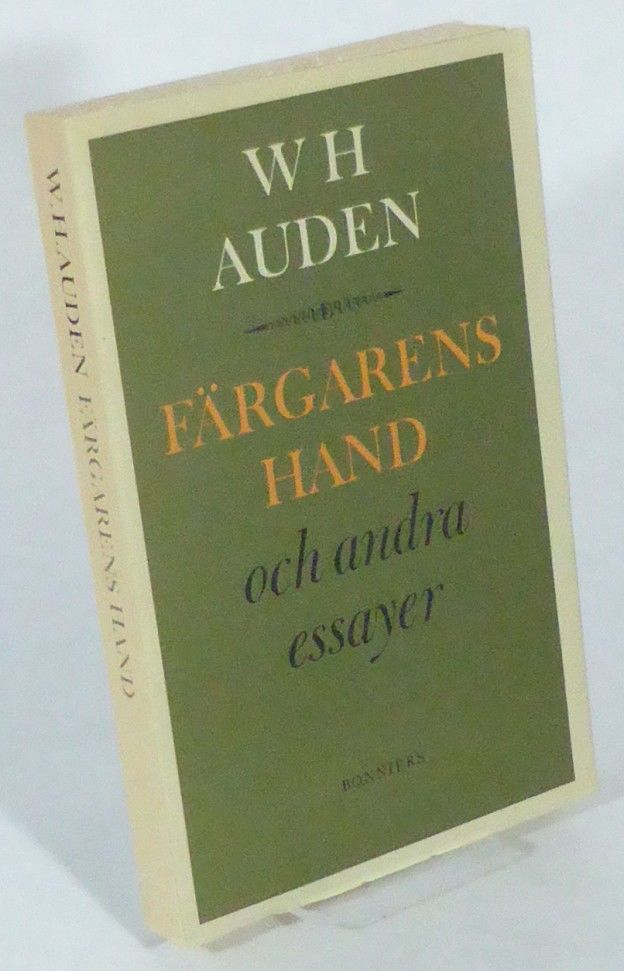 W H
AUDEN
FÄRGARENS
HAND
och andra
essayer
BONNIERS
W. H. AUDEN FÄRGARENS HAND